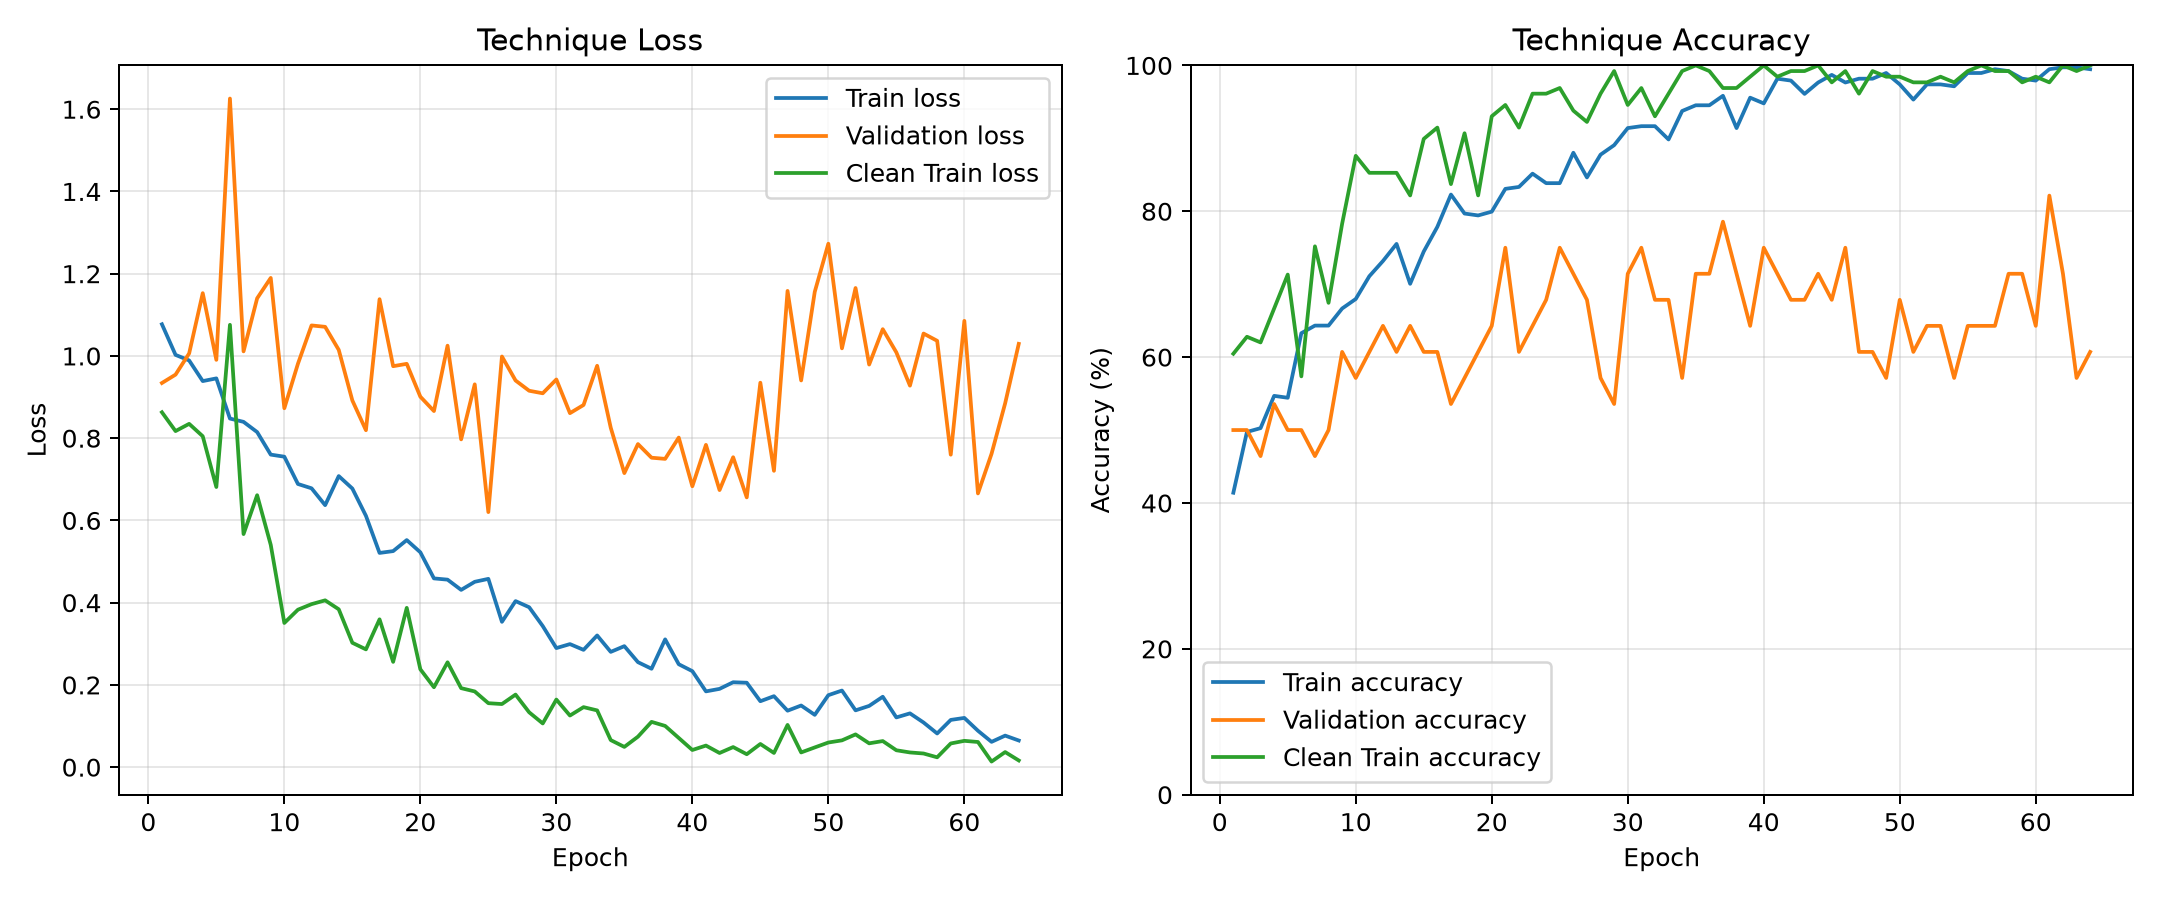 Technique Loss
Train loss
Validation loss
Clean Train loss
1.6
1.4
1.2
1.0
0.8
0.6
0.4
0.2
0.0
Loss
0 10 20 30 40 50 60
Epoch
Technique Accuracy
100
80
60
40
20
0
Accuracy (%)
Train accuracy
Validation accuracy
Clean Train accuracy
0 10 20 30 40 50 60
Epoch